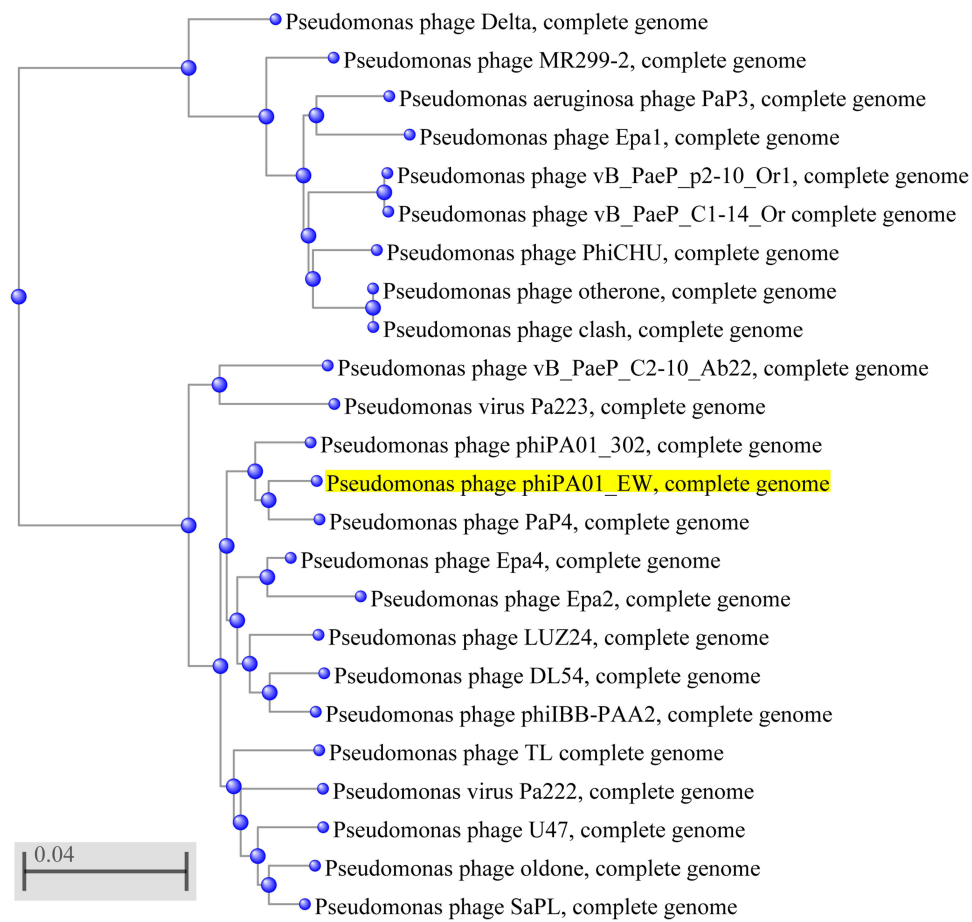 Pseudomonas phage Delta, complete genome
Pseudomonas phage MR299-2, complete genome
Pseudomonas aeruginosa phage PaP3, complete genome
Pseudomonas phage Epa1, complete genome
Pseudomonas phage vB_PaeP_p2-10_Or1, complete genome
Pseudomonas phage vB_PaeP_C1-14_Or complete genome
Pseudomonas phage PhiCHU, complete genome
Pseudomonas phage otherone, complete genome
Pseudomonas phage clash, complete genome
Pseudomonas phage vB_PaeP_C2-10_Ab22, complete genome
Pseudomonas virus Pa223, complete genome
Pseudomonas phage phiPA01_302, complete genome
Pseudomonas phage phiPA01_EW, complete genome
Pseudomonas phage PaP4, complete genome
Pseudomonas phage Epa4, complete genome
Pseudomonas phage Epa2, complete genome
Pseudomonas phage LUZ24, complete genome
Pseudomonas phage DL54, complete genome
Pseudomonas phage phiIBB-PAA2, complete genome
Pseudomonas phage TL complete genome
Pseudomonas virus Pa222, complete genome
Pseudomonas phage U47, complete genome
0.04
Pseudomonas phage oldone, complete genome
Pseudomonas phage SaPL, complete genome